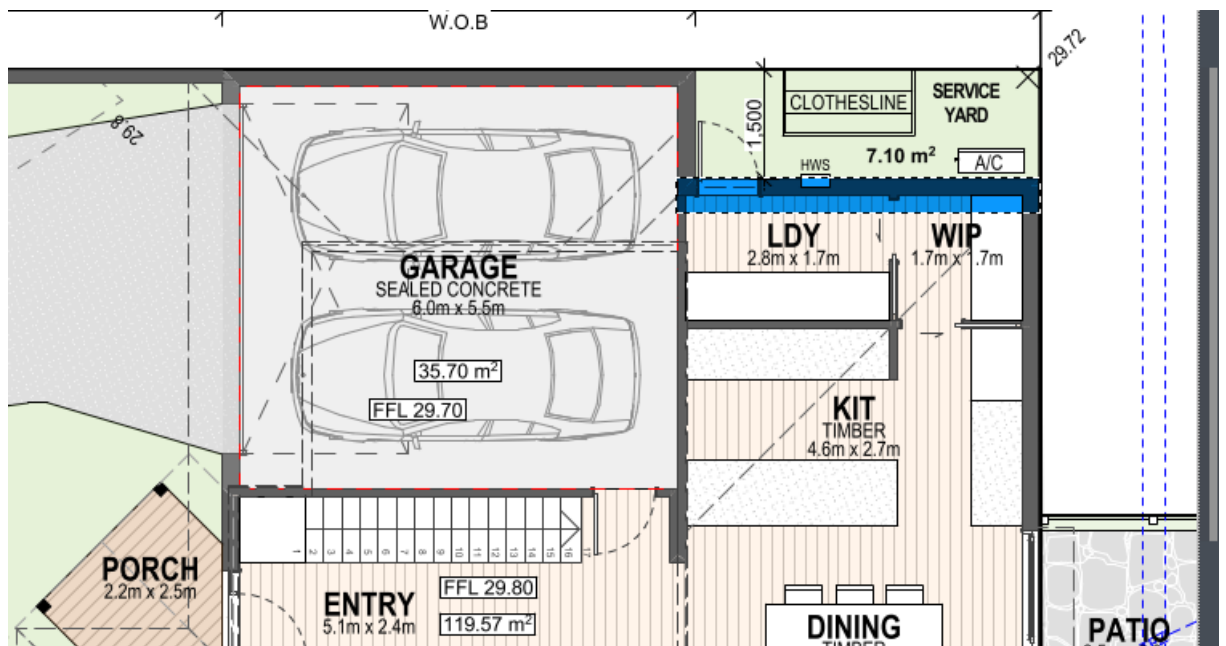 W.O.B
29.72
29.8
CLOTHESLINE
SERVICE
YARD
1.500
7.10 m²
HWS
A/C
LDY
2.8m x 1.7m
WIP
1.7m x 1.7m
GARAGE
SEALED CONCRETE
6.0m x 5.5m
35.70 m²
FFL 29.70
KIT
TIMBER
4.6m x 2.7m
1 2 3 4 5 6 7 8 9 10 11 12 13 14 15 16 17
PORCH
2.2m x 2.5m
FFL 29.80
ENTRY
5.1m x 2.4m
119.57 m²
DINING
TIMBER
PATIO